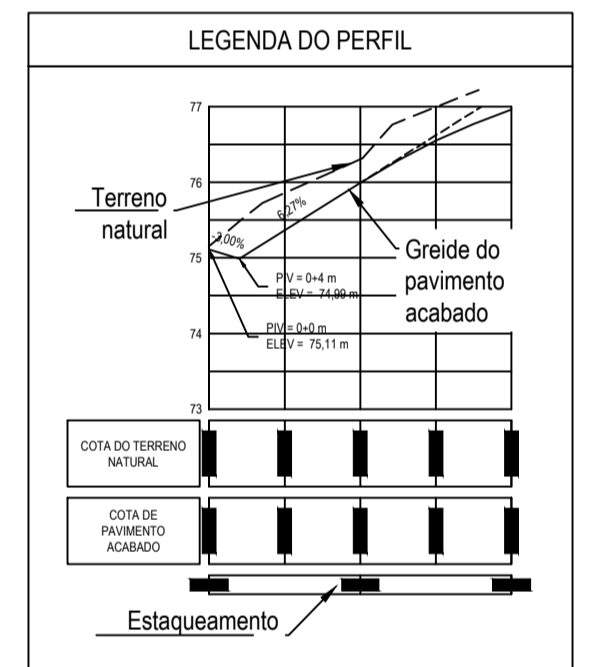 LEGENDA DO PERFIL
77
76
75
74
73
Terreno
natural
-3,00%
6,27%
PIV = 0+4 m
ELEV = 74,99 m
PIV = 0+0 m
ELEV = 75,11 m
Greide do
pavimento
acabado
COTA DO TERRENO
NATURAL
COTA DE
PAVIMENTO
ACABADO
Estaqueamento